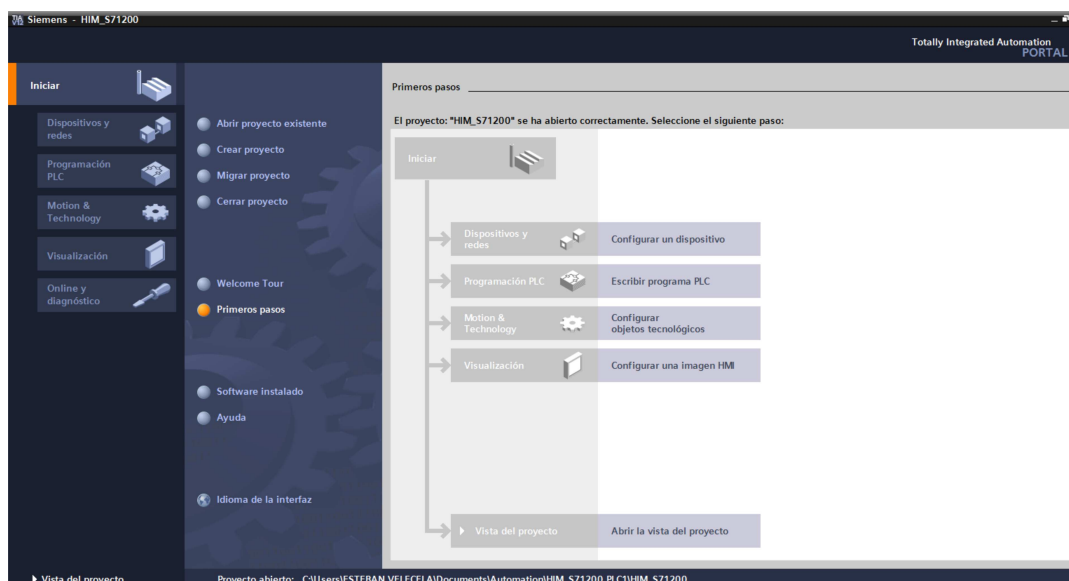 Siemens - HIM_S71200
Totally Integrated Automation
PORTAL
Iniciar
Dispositivos y
redes
Programación
PLC
Motion &
Technology
Visualización
Online y
diagnóstico
Abrir proyecto existente
Crear proyecto
Migrar proyecto
Cerrar proyecto
Welcome Tour
Primeros pasos
Software instalado
Ayuda
Idioma de la interfaz
Primeros pasos
El proyecto: "HIM_S71200" se ha abierto correctamente. Seleccione el siguiente paso:
Iniciar
Dispositivos y
redes
Configurar un dispositivo
Programación PLC
Escribir programa PLC
Motion &
Technology
Configurar
objetos tecnológicos
Visualización
Configurar una imagen HMI
Vista del proyecto
Abrir la vista del proyecto
Vista del proyecto
Proyecto abierto: C:\Users\ESTEBAN VELECELA\Documents\Automation\HIM_S71200_PLC1\HIM_S71200